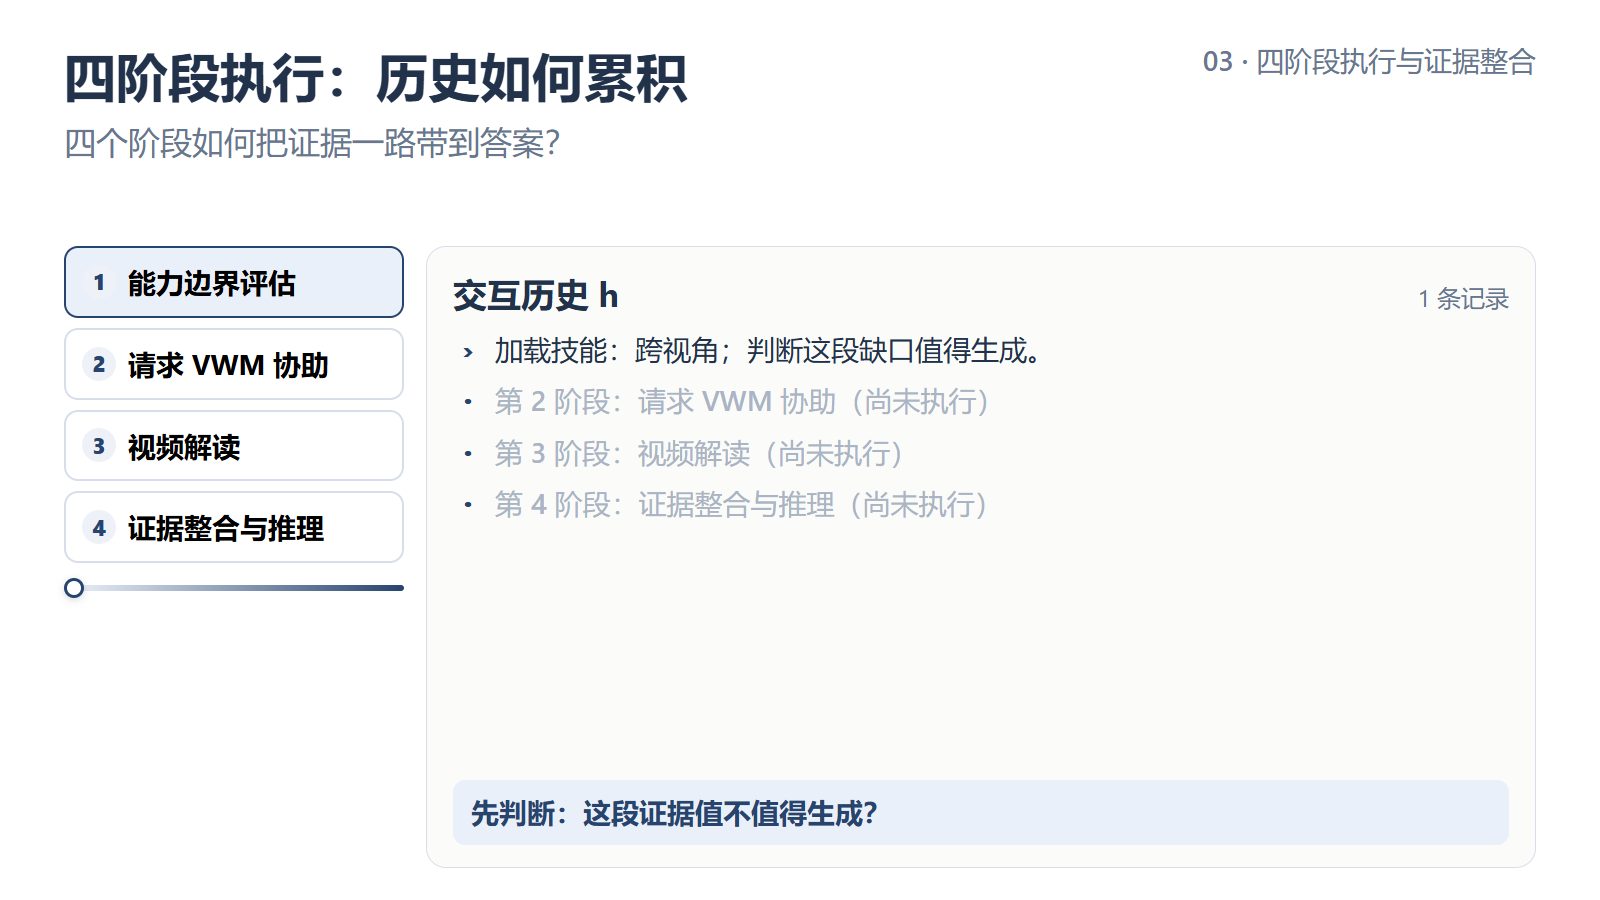 四阶段执行：历史如何累积
03 · 四阶段执行与证据整合
四个阶段如何把证据一路带到答案？
1 能力边界评估
2 请求 VWM 协助
3 视频解读
4 证据整合与推理
交互历史 h
1 条记录
› 加载技能：跨视角；判断这段缺口值得生成。
• 第 2 阶段：请求 VWM 协助（尚未执行）
• 第 3 阶段：视频解读（尚未执行）
• 第 4 阶段：证据整合与推理（尚未执行）
先判断：这段证据值不值得生成？